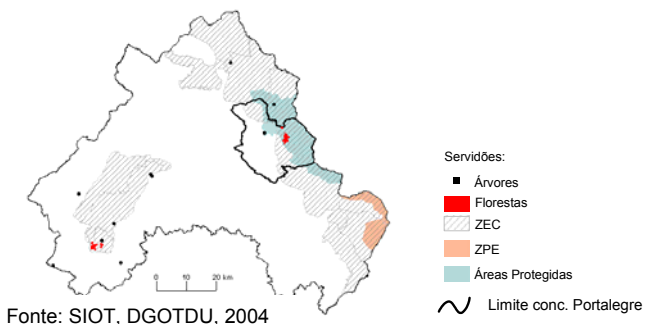 Servidões:
Árvores
Florestas
ZEC
ZPE
Áreas Protegidas
Limite conc. Portalegre
0 10 20 km
Fonte: SIOT, DGOTDU, 2004